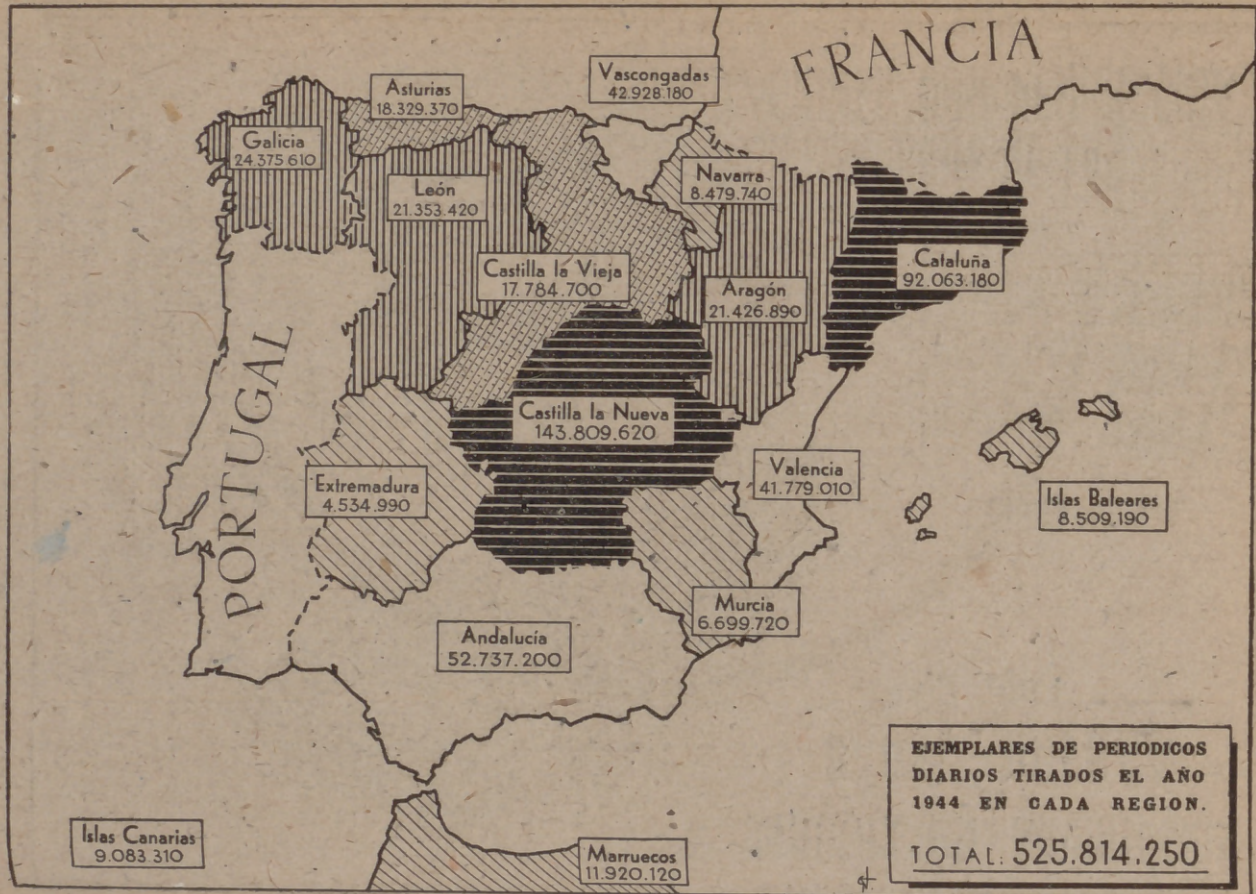 FRANCIA
Vascongadas
42.928.180
Asturias
18.329.370
Galicia
24.375.610
León
21.353.420
Navarra
8.479.740
Cataluña
92.063.180
Castilla la Vieja
17.784.700
Aragón
21.426.890
PORTUGAL
Castilla la Nueva
143.809.620
Valencia
41.779.010
Extremadura
4.534.990
Islas Baleares
8.509.190
Murcia
6.699.720
Andalucía
52.737.200
Islas Canarias
9.083.310
Marruecos
11.920.120
EJEMPLARES DE PERIODICOS
DIARIOS TIRADOS EL AÑO
1944 EN CADA REGION.
TOTAL: 525.814.250